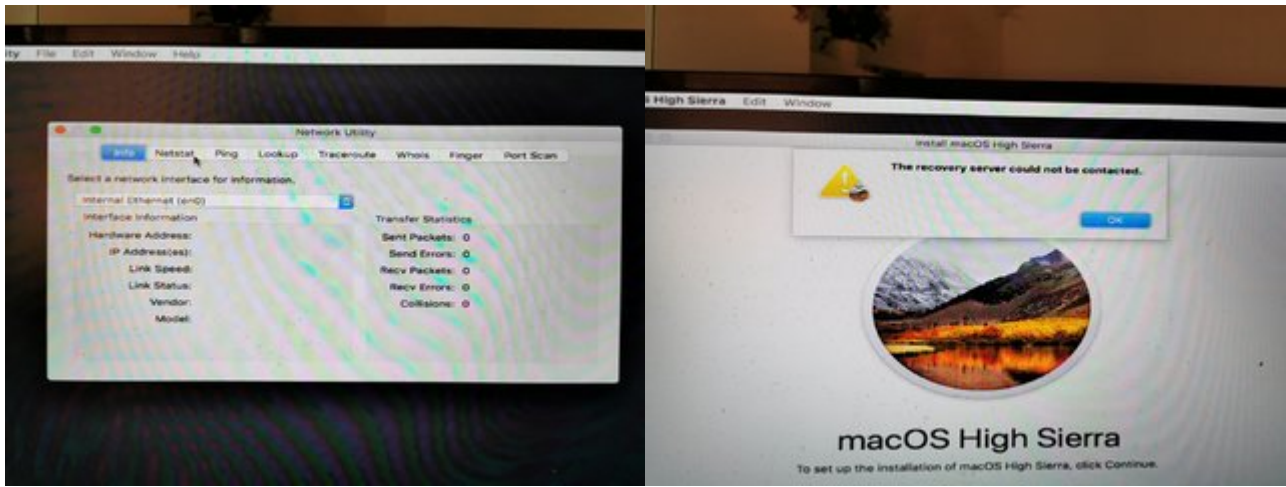 ity File Edit Window Help
Network Utility
Info Netstat Ping Lookup Traceroute Whois Finger Port Scan
Select a network interface for information.
Internal Ethernet (en0)
Interface Information
Hardware Address:
IP Address(es):
Link Speed:
Link Status:
Vendor:
Model:
Transfer Statistics
Sent Packets: 0
Send Errors: 0
Recv Packets: 0
Recv Errors: 0
Collisions: 0
High Sierra Edit Window
Install macOS High Sierra
The recovery server could not be contacted.
OK
macOS High Sierra
To set up the installation of macOS High Sierra, click Continue.